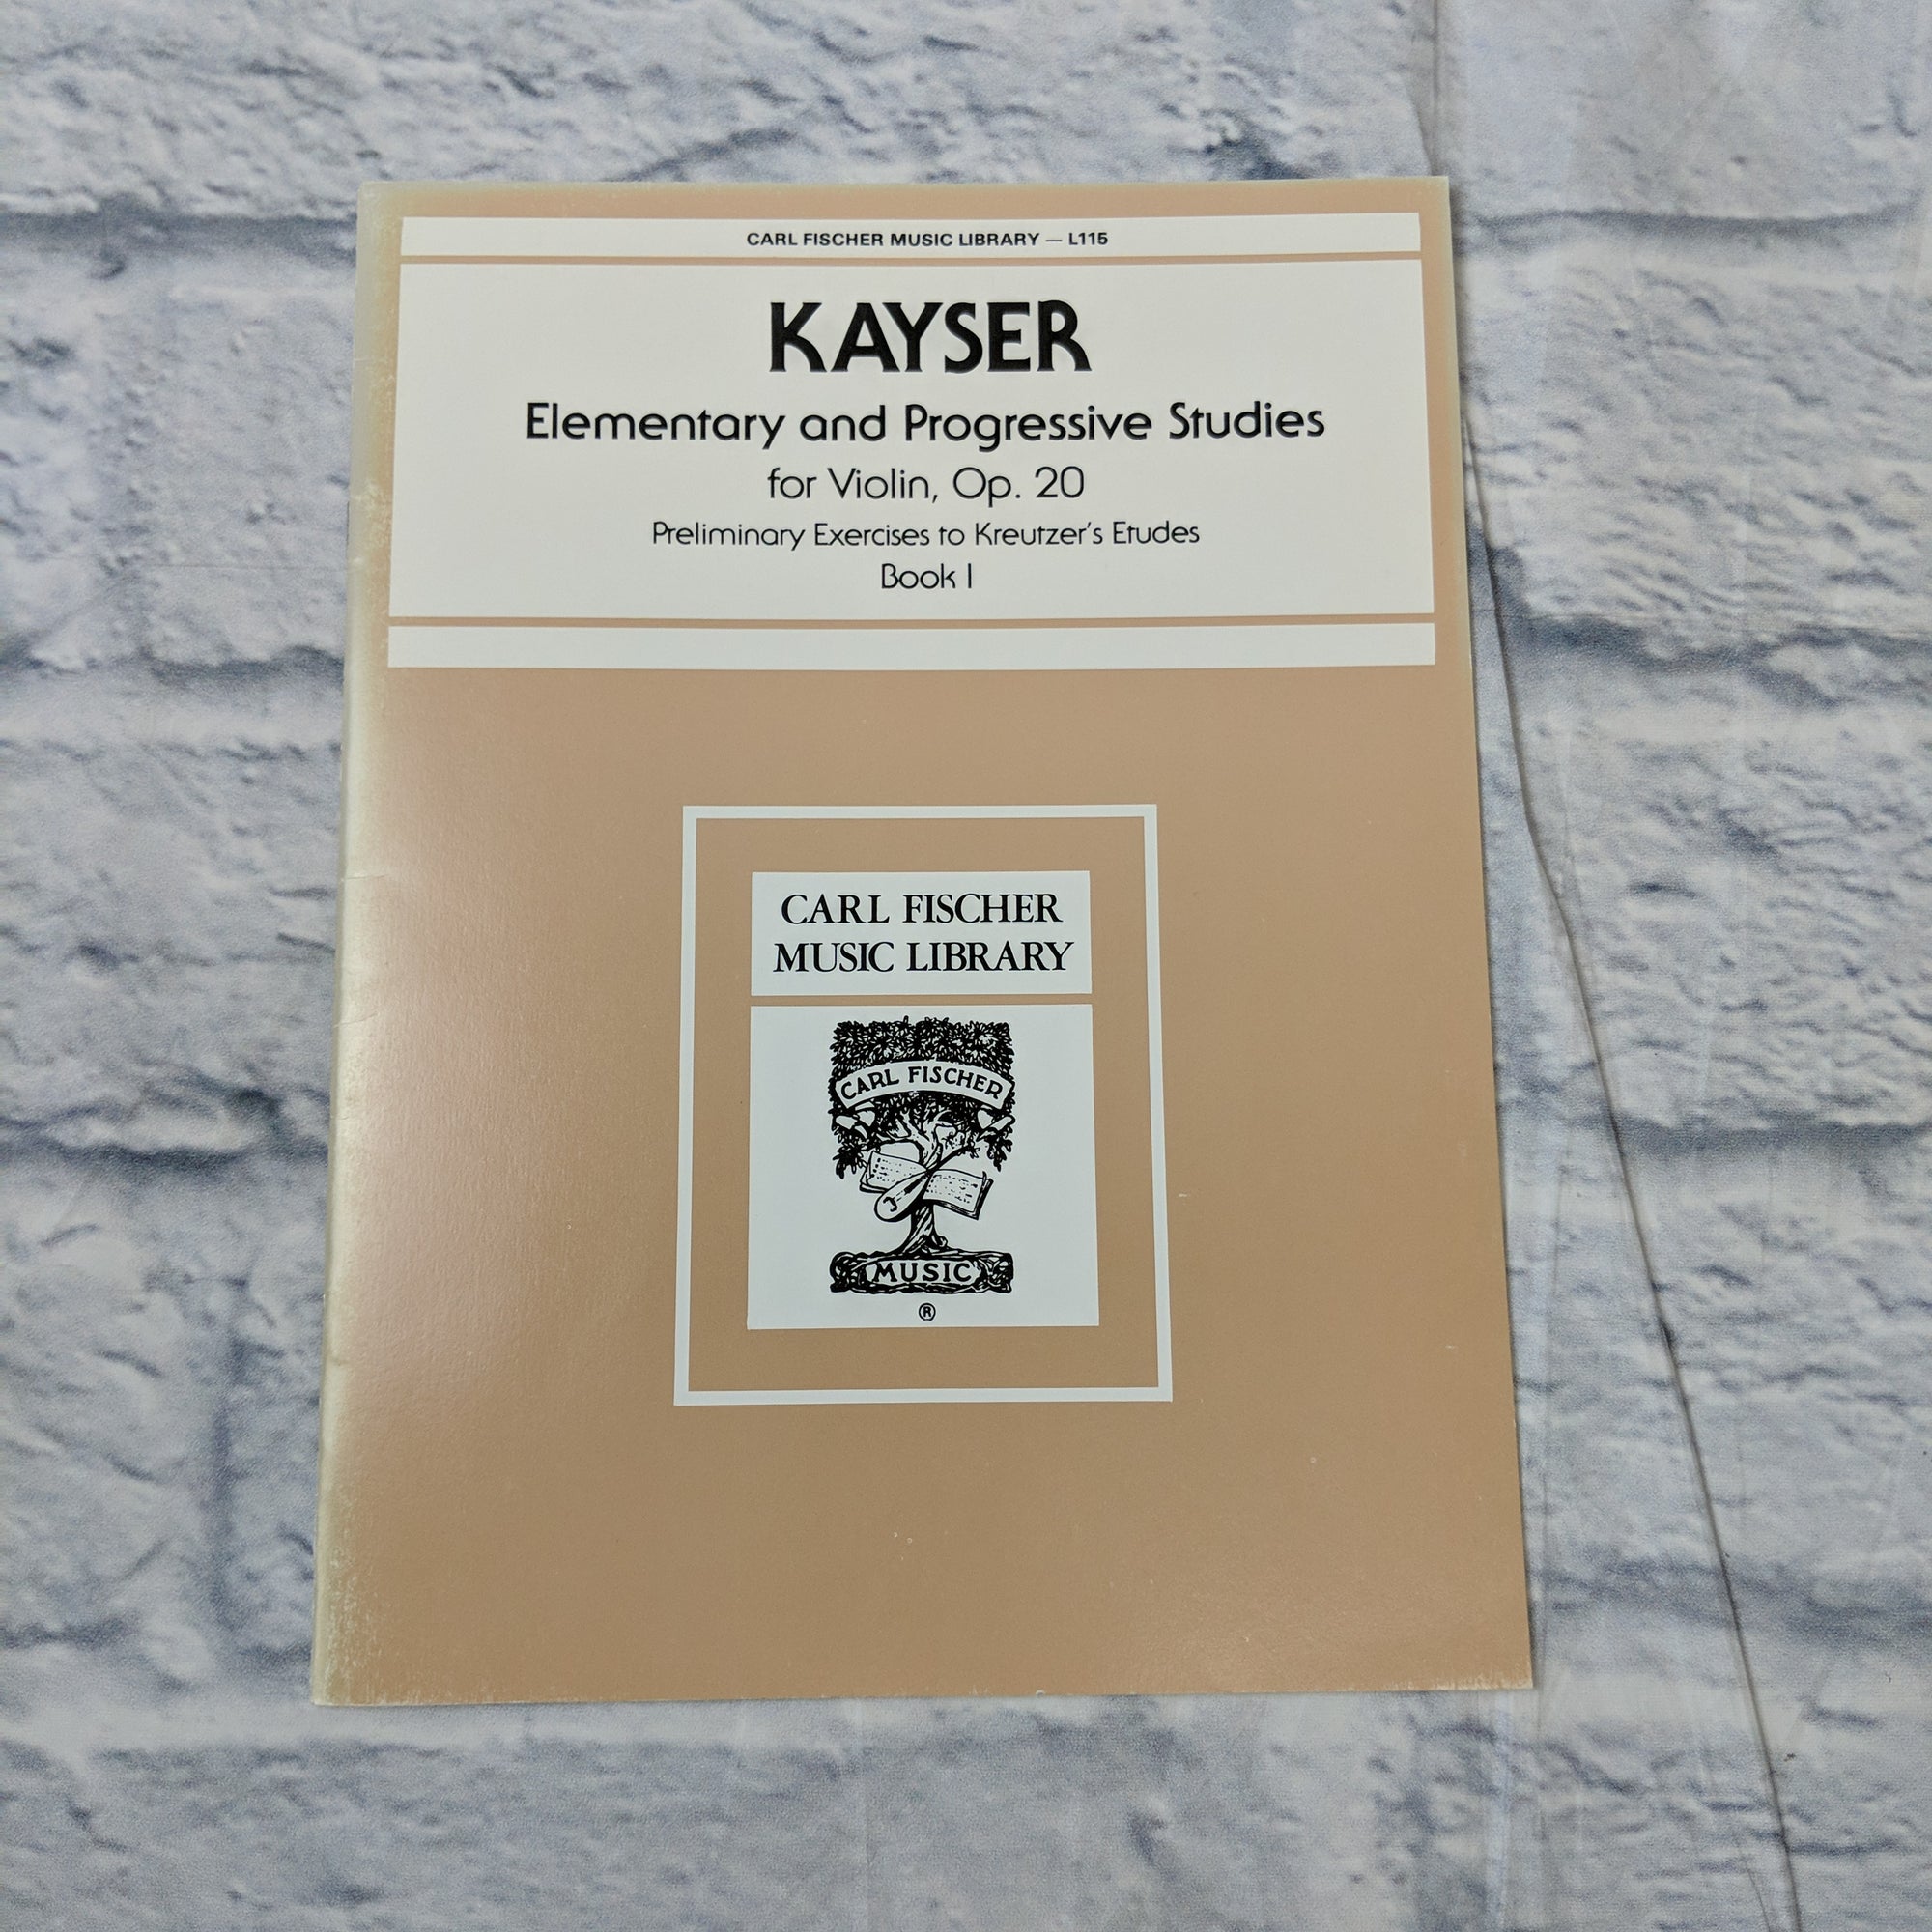 CARL FISCHER MUSIC LIBRARY — L115
KAYSER
Elementary and Progressive Studies
for Violin, Op. 20
Preliminary Exercises to Kreutzer's Etudes
Book I
CARL FISCHER
MUSIC LIBRARY
CARL FISCHER
MUSIC
®